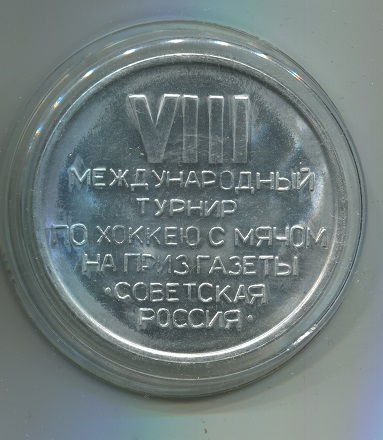 VIII
МЕЖДУНАРОДНЫЙ
ТУРНИР
ПО ХОККЕЮ С МЯЧОМ
НА ПРИЗ ГАЗЕТЫ
·СОВЕТСКАЯ
РОССИЯ·